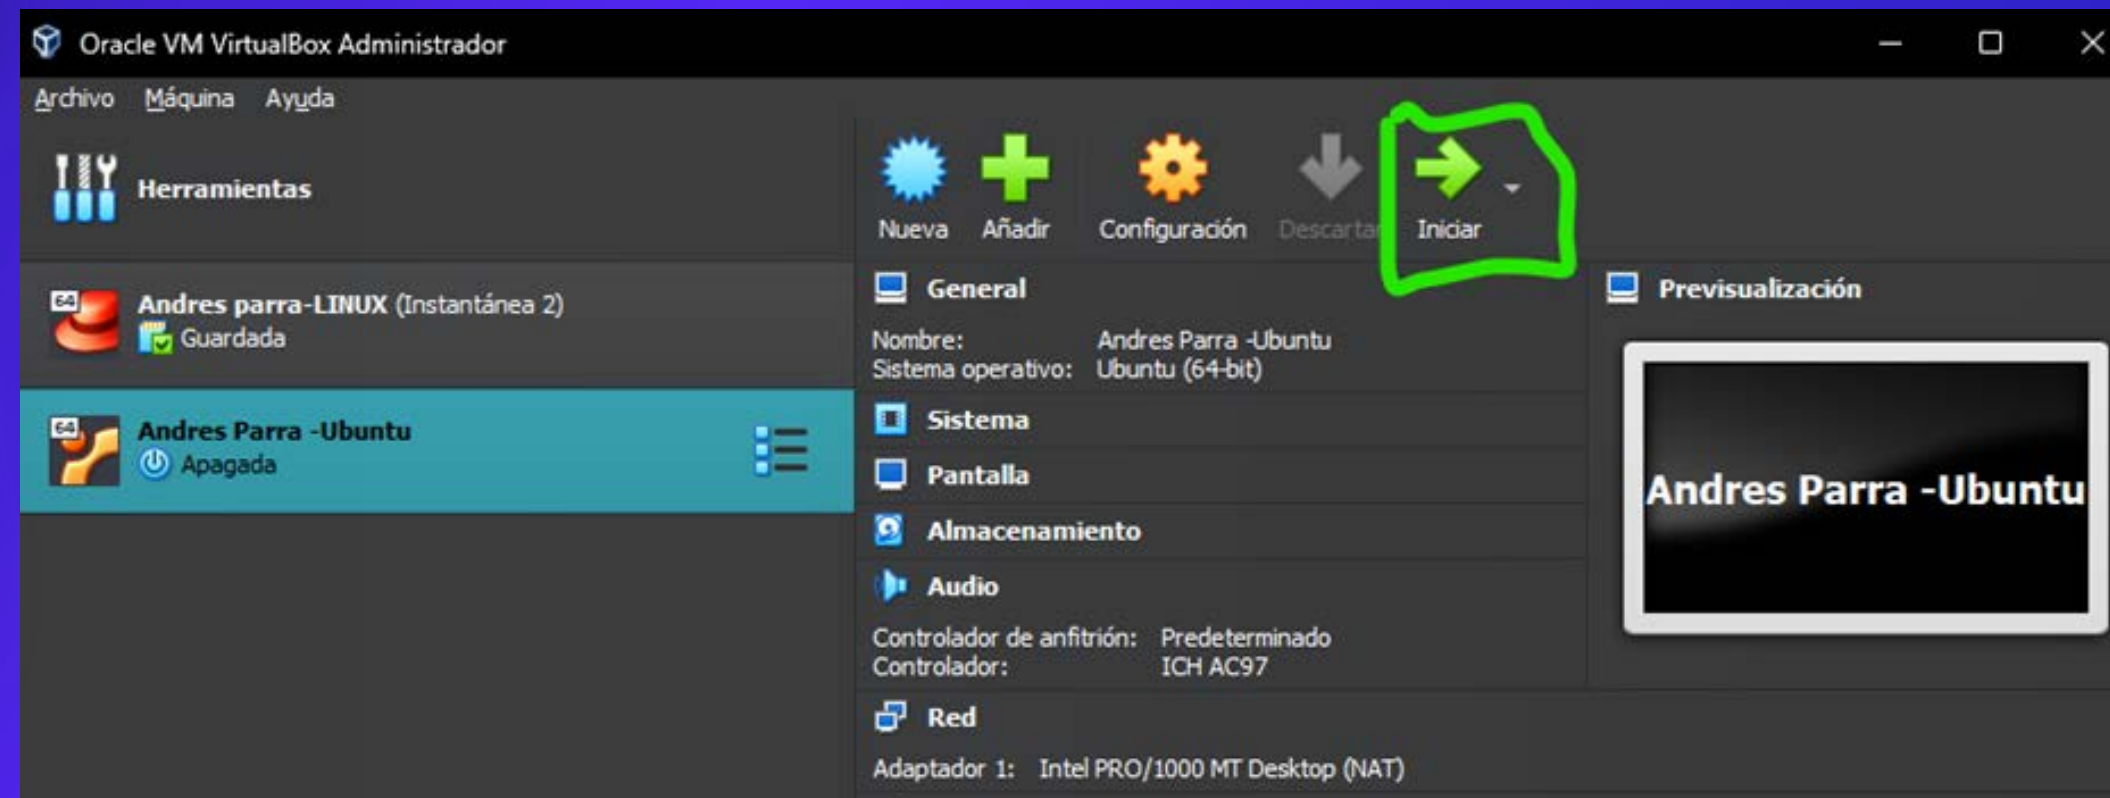 Oracle VM VirtualBox Administrador
Archivo Máquina Ayuda
Herramientas
Nueva Añadir Configuración Descartar Iniciar
64
Andres parra-LINUX (Instantánea 2)
Guardada
64
Andres Parra -Ubuntu
Apagada
General
Nombre: Andres Parra -Ubuntu
Sistema operativo: Ubuntu (64-bit)
Sistema
Pantalla
Almacenamiento
Audio
Controlador de anfitrión: Predeterminado
Controlador: ICH AC97
Red
Adaptador 1: Intel PRO/1000 MT Desktop (NAT)
Previsualización
Andres Parra -Ubuntu